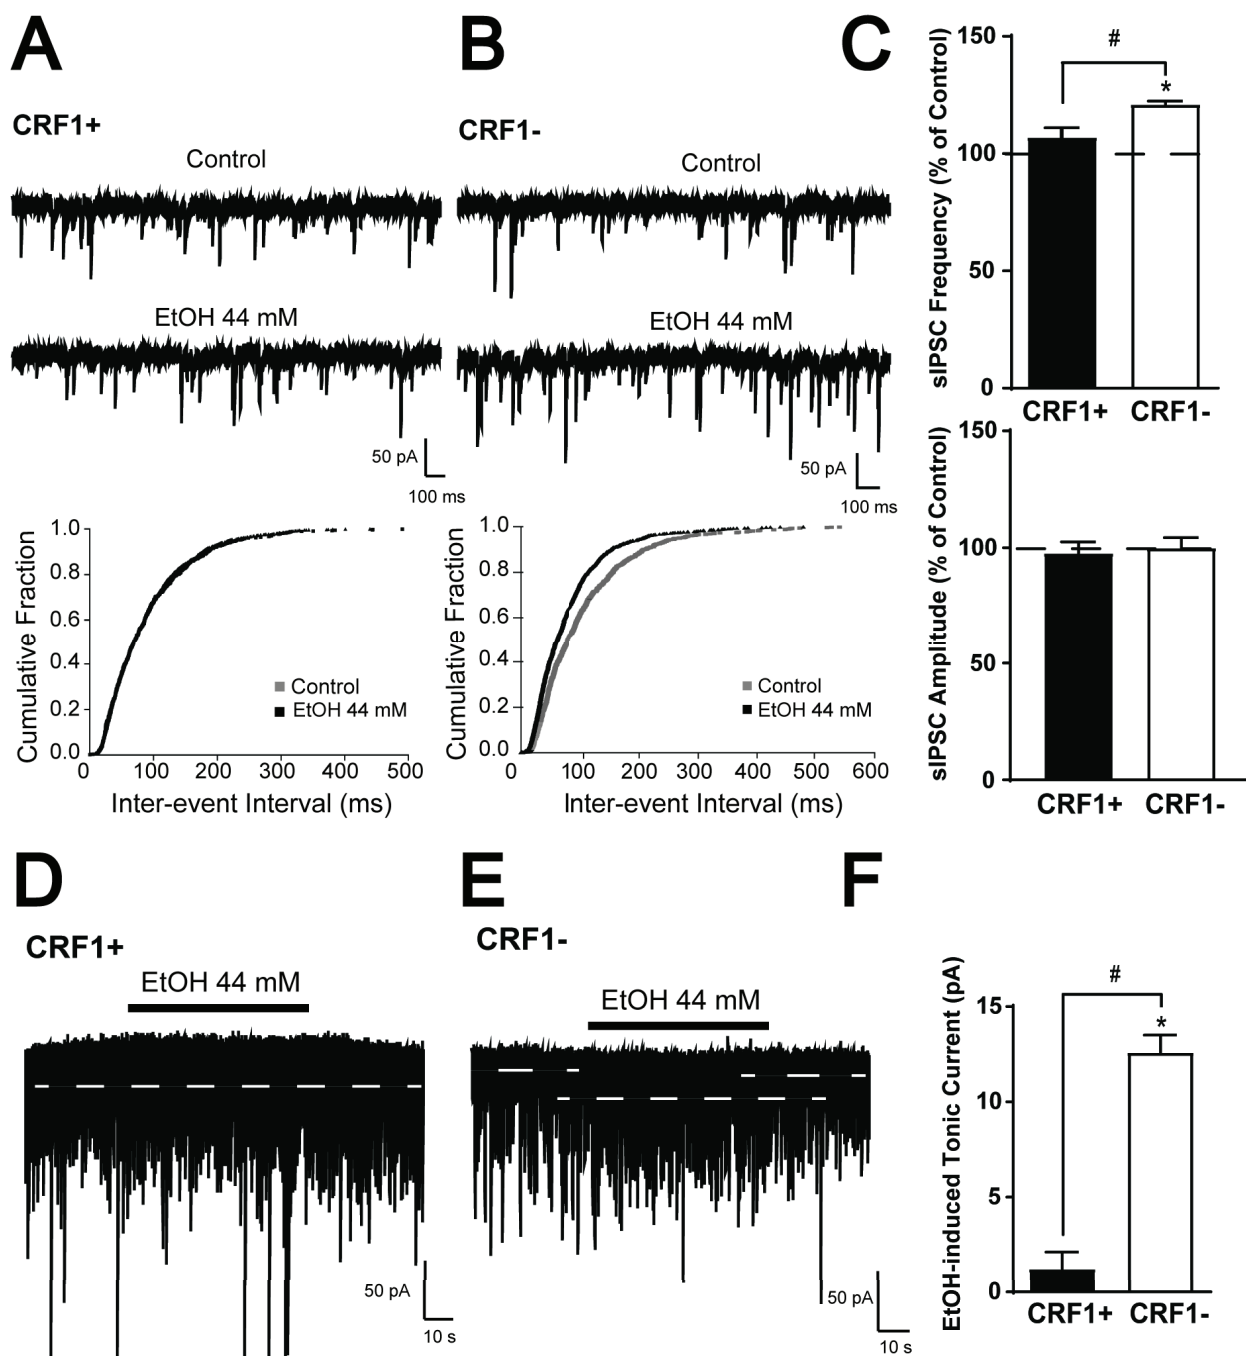 A
CRF1+
Control
EtOH 44 mM
50 pA
100 ms
Cumulative Fraction
1.0
0.8
0.6
0.4
0.2
0.0
Control
EtOH 44 mM
0 100 200 300 400 500
Inter-event Interval (ms)
B
CRF1-
Control
EtOH 44 mM
50 pA
100 ms
Cumulative Fraction
1.0
0.8
0.6
0.4
0.2
0.0
Control
EtOH 44 mM
0 100 200 300 400 500 600
Inter-event Interval (ms)
C
sIPSC Frequency (% of Control)
150
100
50
0
#
*
CRF1+ CRF1-
sIPSC Amplitude (% of Control)
150
100
50
0
CRF1+ CRF1-
D
CRF1+
EtOH 44 mM
50 pA
10 s
E
CRF1-
EtOH 44 mM
50 pA
10 s
F
EtOH-induced Tonic Current (pA)
15
10
5
0
#
*
CRF1+ CRF1-